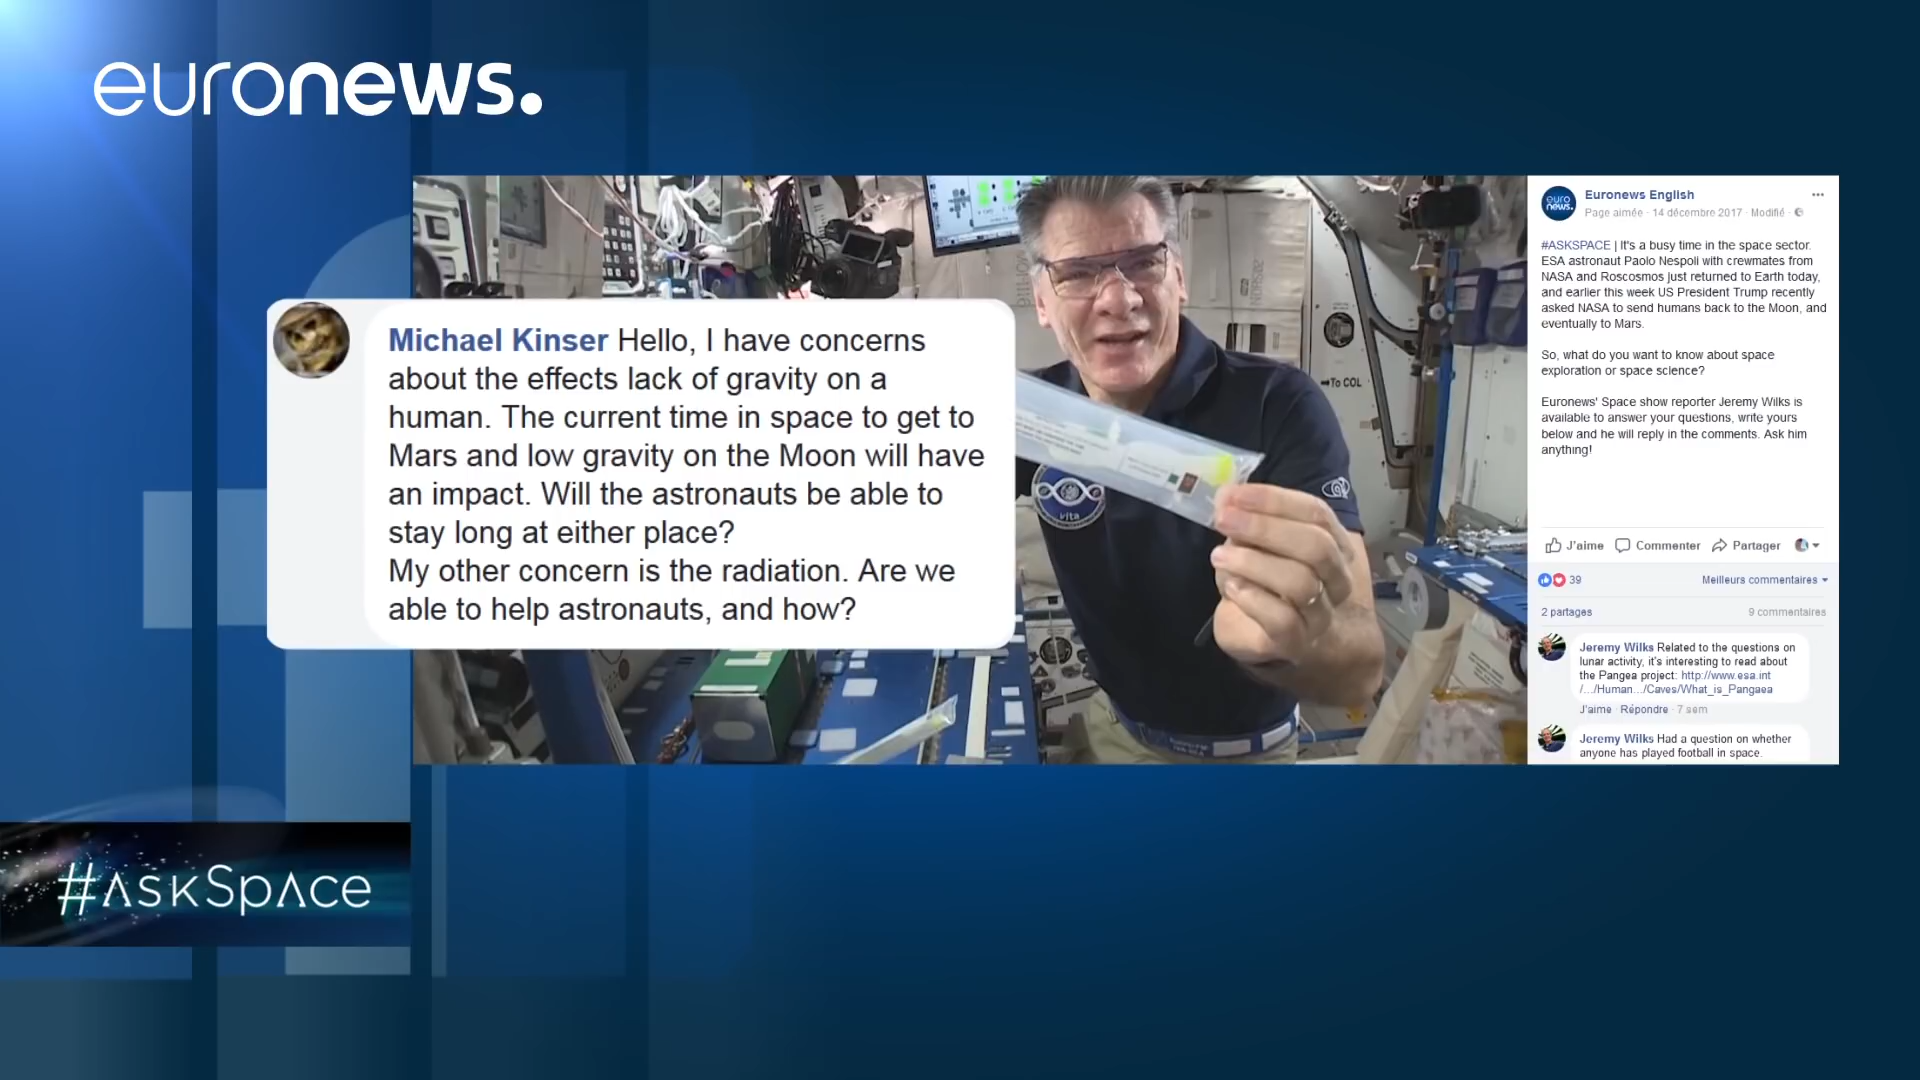 euronews.
Michael Kinser Hello, I have concerns
about the effects lack of gravity on a
human. The current time in space to get to
Mars and low gravity on the Moon will have
an impact. Will the astronauts be able to
stay long at either place?
My other concern is the radiation. Are we
able to help astronauts, and how?
→To COL
vita
euro
news.
Euronews English
Page aimée · 14 décembre 2017 · Modifié ·
#ASKSPACE | It's a busy time in the space sector.
ESA astronaut Paolo Nespoli with crewmates from
NASA and Roscosmos just returned to Earth today,
and earlier this week US President Trump recently
asked NASA to send humans back to the Moon, and
eventually to Mars.
So, what do you want to know about space
exploration or space science?
Euronews' Space show reporter Jeremy Wilks is
available to answer your questions, write yours
below and he will reply in the comments. Ask him
anything!
J'aime Commenter Partager
39 Meilleurs commentaires
2 partages 9 commentaires
Jeremy Wilks Related to the questions on
lunar activity, it's interesting to read about
the Pangea project: http://www.esa.int
/.../Human.../Caves/What_is_Pangaea
J'aime · Répondre · 7 sem
Jeremy Wilks Had a question on whether
anyone has played football in space.
#AskSpace